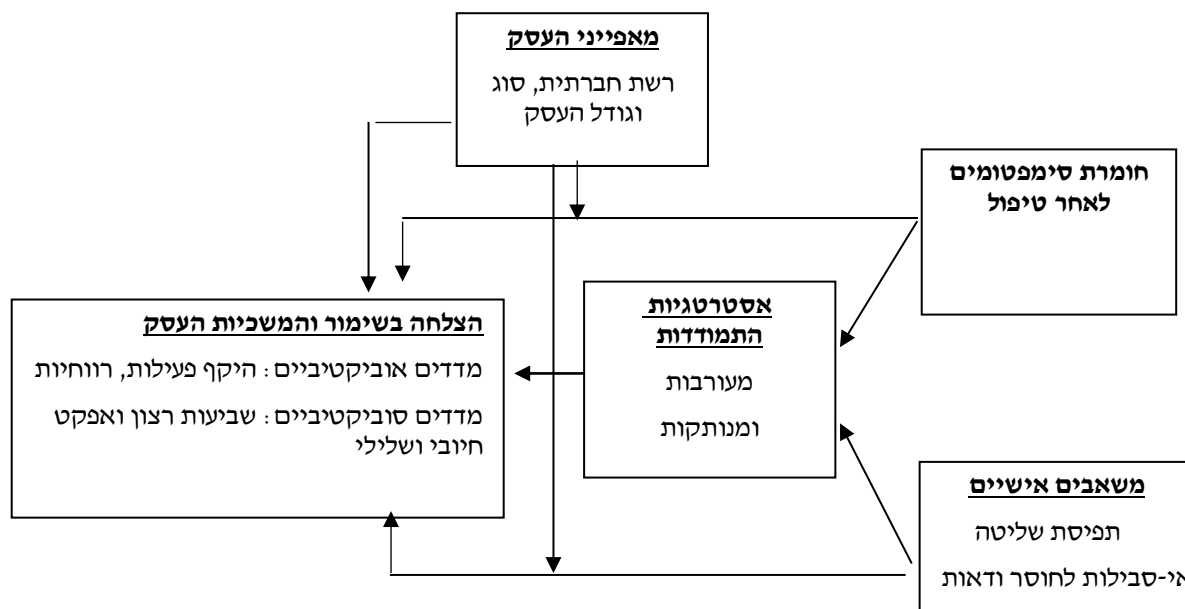 מאפייני העסק
רשת חברתית, סוג
וגודל העסק
חומרת סימפטומים
לאחר טיפול
אסטרטגיות
התמודדות
מעורבות
ומנותקות
הצלחה בשימור והמשכיות העסק
מדדים אוביקטיביים: היקף פעילות, רווחיות
מדדים סוביקטיביים: שביעות רצון ואפקט
חיובי ושלילי
משאבים אישיים
תפיסת שליטה
אי-סבילות לחוסר ודאות